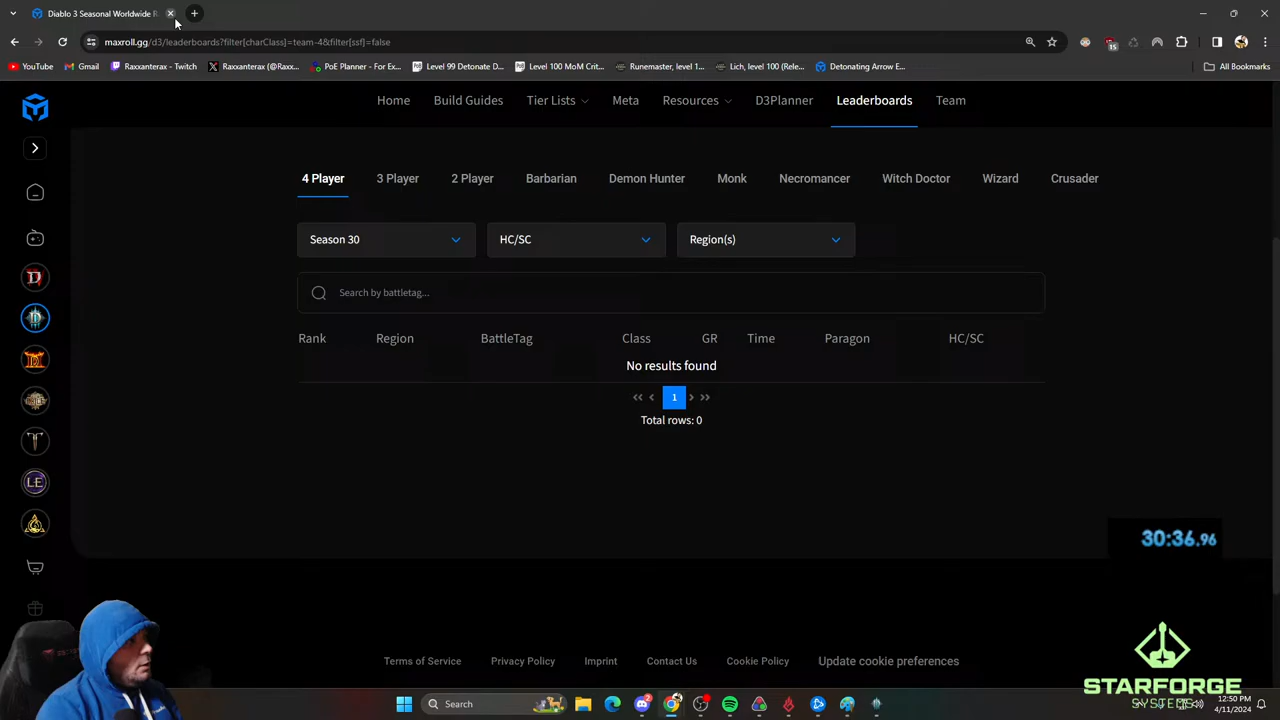 Diablo 3 Seasonal Worldwide R
maxroll.gg/d3/leaderboards?filter[charClass]=team-4&filter[ssf]=false
15
YouTube
Gmail
Raxxanterax - Twitch
Raxxanterax (@Raxx...
PoE Planner - For Ex...
Level 99 Detonate D...
Level 100 MoM Crit...
Runemaster, level 1...
Lich, level 100 (Rele...
Detonating Arrow E...
All Bookmarks
Home
Build Guides
Tier Lists
Meta
Resources
D3Planner
Leaderboards
Team
4 Player
3 Player
2 Player
Barbarian
Demon Hunter
Monk
Necromancer
Witch Doctor
Wizard
Crusader
Season 30
HC/SC
Region(s)
Search by battletag...
Rank
Region
BattleTag
Class
GR
Time
Paragon
HC/SC
No results found
1
Total rows: 0
LE
30:36.96
Terms of Service
Privacy Policy
Imprint
Contact Us
Cookie Policy
Update cookie preferences
STARFORGE
SYSTEMS
Search
2
12:50 PM
4/11/2024